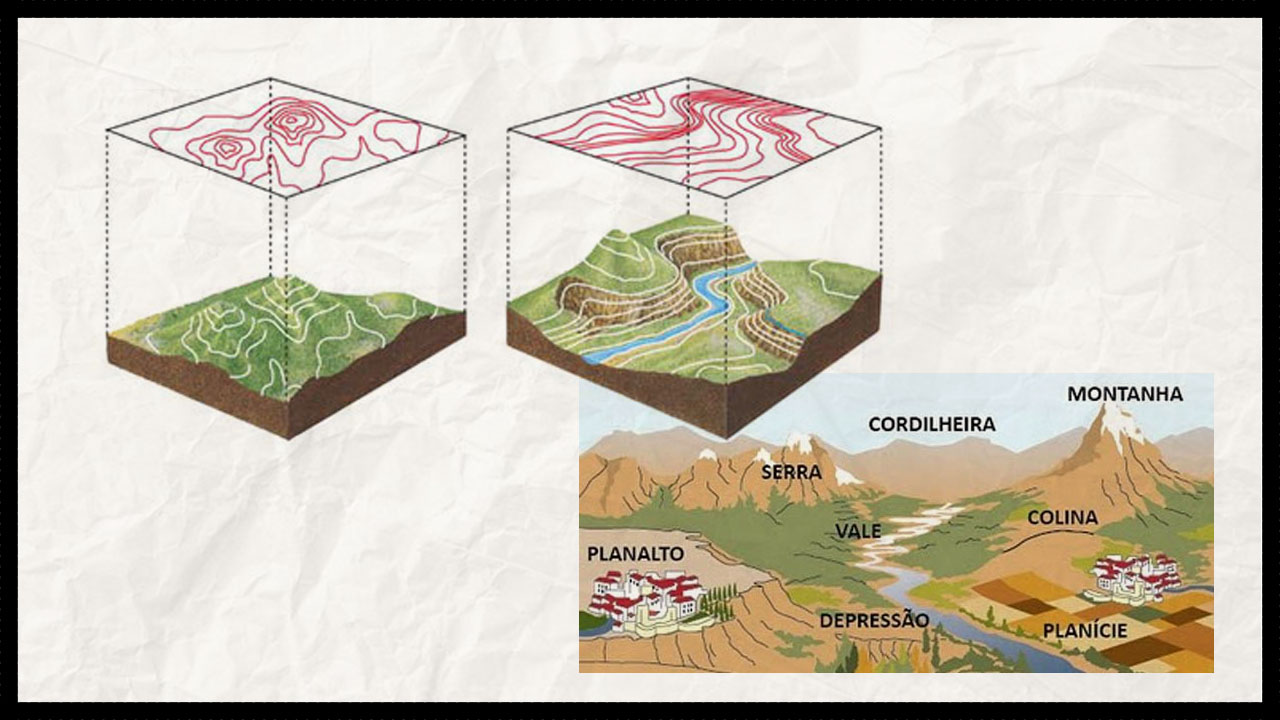 MONTANHA
CORDILHEIRA
SERRA
COLINA
VALE
PLANALTO
DEPRESSÃO
PLANÍCIE